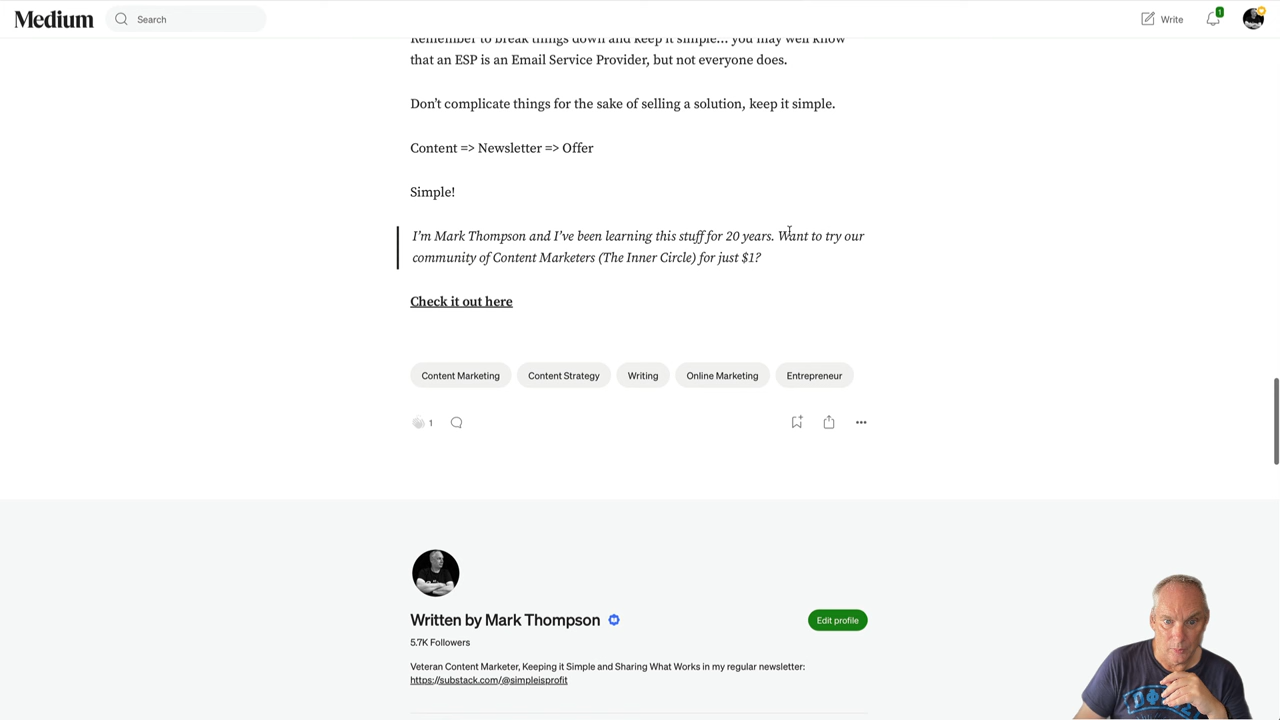 Medium
Search
Write
1
Remember to break things down and keep it simple... you may well know
that an ESP is an Email Service Provider, but not everyone does.
Don’t complicate things for the sake of selling a solution, keep it simple.
Content => Newsletter => Offer
Simple!
I’m Mark Thompson and I’ve been learning this stuff for 20 years. Want to try our
community of Content Marketers (The Inner Circle) for just $1?
Check it out here
Content Marketing
Content Strategy
Writing
Online Marketing
Entrepreneur
1
Written by Mark Thompson
Edit profile
5.7K Followers
Veteran Content Marketer, Keeping it Simple and Sharing What Works in my regular newsletter:
https://substack.com/@simpleisprofit